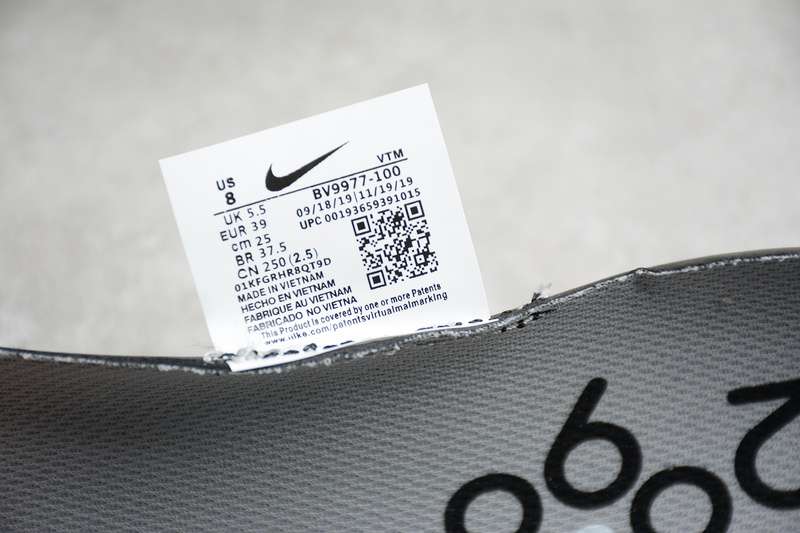 US
8
VTM
BV9977-100
UK 5.5
09/18/19|11/19/19
EUR 39
UPC 00193659391015
cm 25
BR 37.5
CN 250 (2.5)
01KFGRHR8QT9D
MADE IN VIETNAM
HECHO EN VIETNAM
FABRIQUE AU VIETNAM
FABRICADO NO VIETNA
This Product is covered by one or more Patents
www.nike.com/patentsvirtualmalmarking